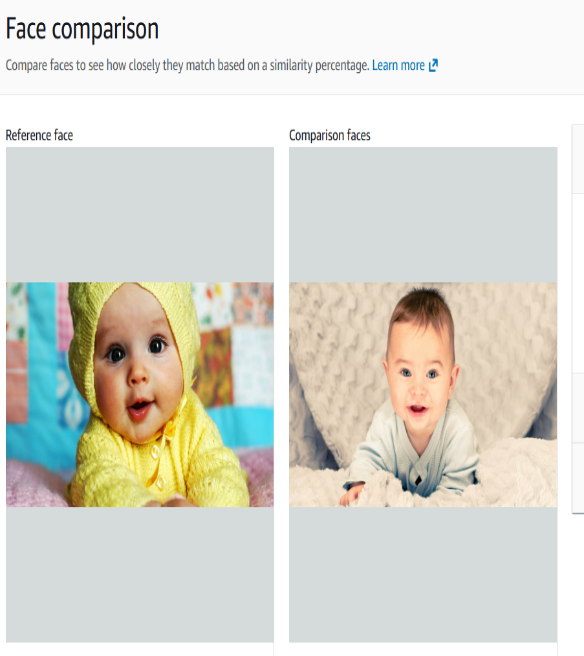 Face comparison
Compare faces to see how closely they match based on a similarity percentage. Learn more
Reference face
Comparison faces